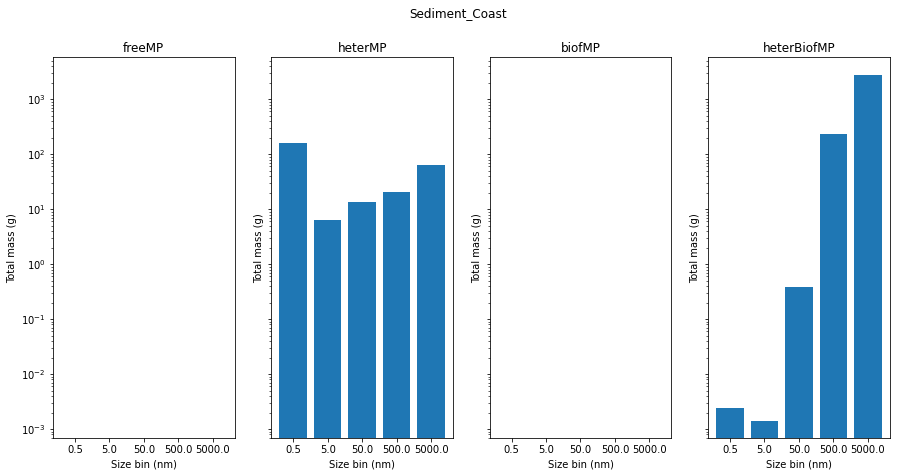 Sediment_Coast
freeMP
heterMP
biofMP
heterBiofMP
Total mass (g)
10³
10²
10¹
10⁰
10⁻¹
10⁻²
10⁻³
0.5 5.0 50.0 500.0 5000.0
Size bin (nm)
Total mass (g)
0.5 5.0 50.0 500.0 5000.0
Size bin (nm)
Total mass (g)
0.5 5.0 50.0 500.0 5000.0
Size bin (nm)
Total mass (g)
0.5 5.0 50.0 500.0 5000.0
Size bin (nm)